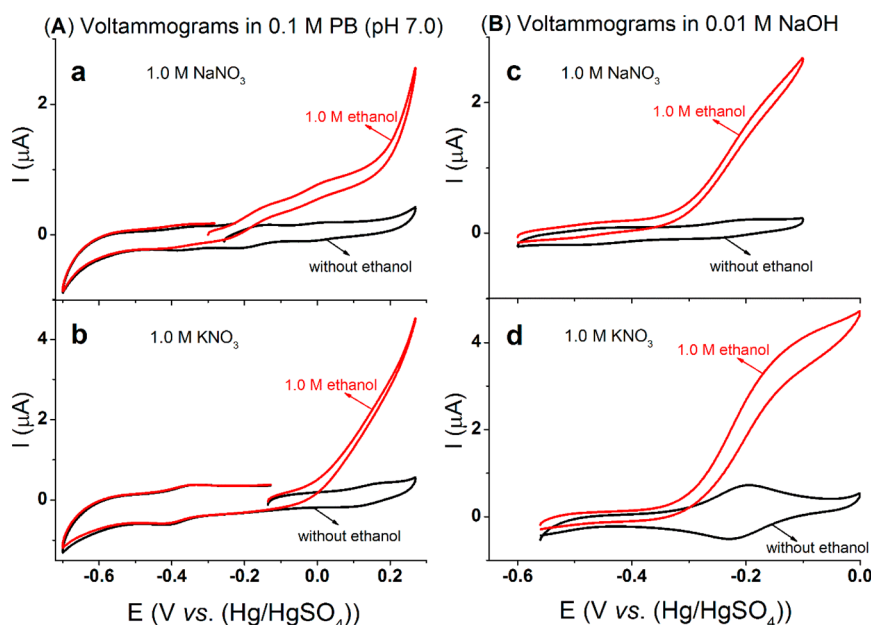 (A) Voltammograms in 0.1 M PB (pH 7.0)
a
1.0 M NaNO₃
1.0 M ethanol
without ethanol
I (μA)
2
0
b
1.0 M KNO₃
1.0 M ethanol
without ethanol
I (μA)
4
2
0
-0.6 -0.4 -0.2 0.0 0.2
E (V vs. (Hg/HgSO₄))
(B) Voltammograms in 0.01 M NaOH
c
1.0 M NaNO₃
1.0 M ethanol
without ethanol
I (μA)
2
0
d
1.0 M KNO₃
1.0 M ethanol
without ethanol
I (μA)
4
2
0
-0.6 -0.4 -0.2 0.0
E (V vs. (Hg/HgSO₄))